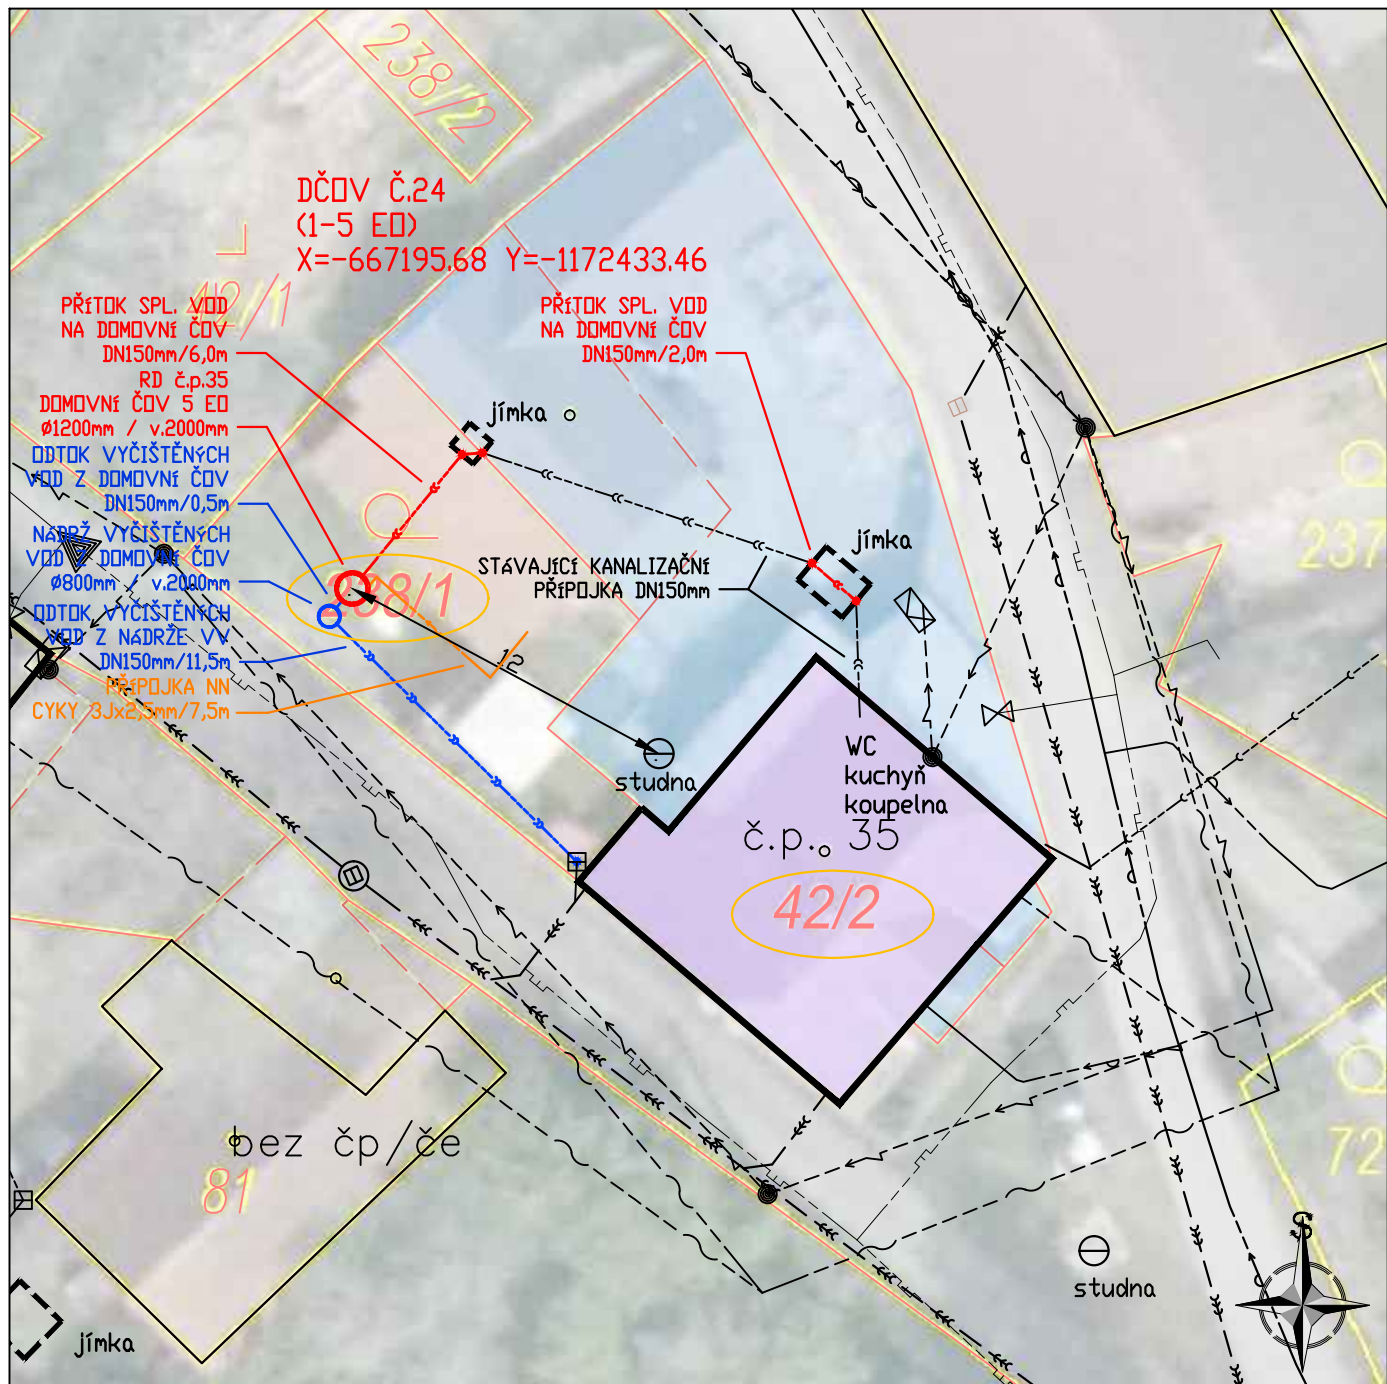 238/2
DČOV Č.24
(1-5 EO)
X=-667195.68 Y=-1172433.46
42/1
PŘÍTOK SPL. VOD
NA DOMOVNÍ ČOV
DN150mm/6,0m
RD č.p.35
DOMOVNÍ ČOV 5 EO
Ø1200mm / v.2000mm
ODTOK VYČIŠTĚNÝCH
VOD Z DOMOVNÍ ČOV
DN150mm/0,5m
NÁDRŽ VYČIŠTĚNÝCH
VOD Z DOMOVNÍ ČOV
Ø800mm / v.2000mm
ODTOK VYČIŠTĚNÝCH
VOD Z NÁDRŽE VV
DN150mm/11,5m
PŘÍPOJKA NN
CYKY 3Jx2,5mm/7,5m
PŘÍTOK SPL. VOD
NA DOMOVNÍ ČOV
DN150mm/2,0m
jímka
jímka
STÁVAJÍCÍ KANALIZAČNÍ
PŘÍPOJKA DN150mm
238/1
12
studna
WC
kuchyň
koupelna
č.p. 35
42/2
237
bez čp/če
81
72
S
studna
jímka